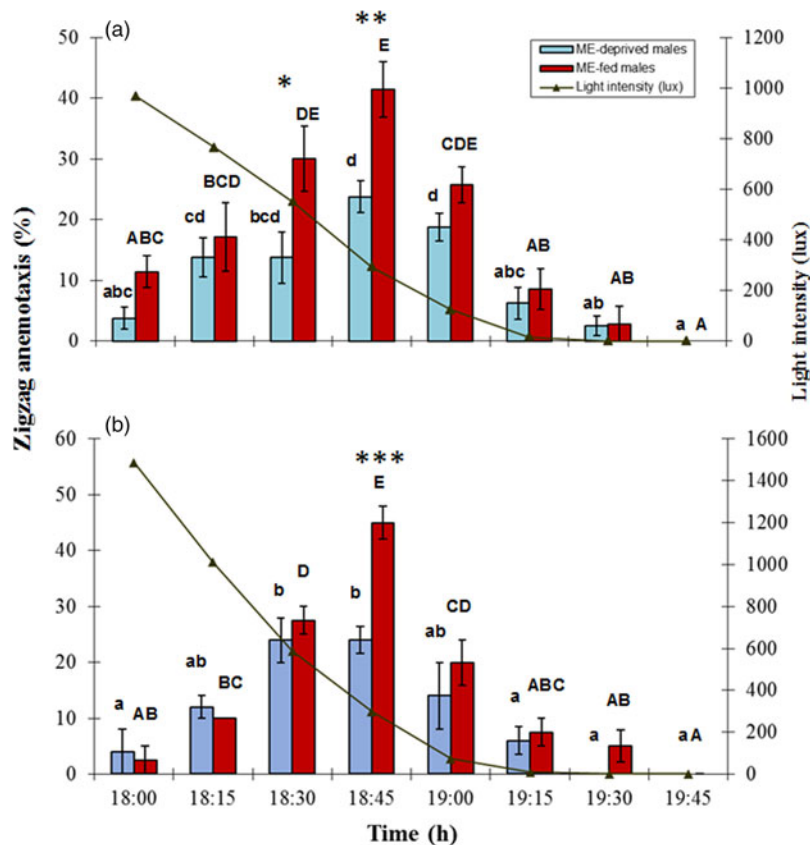 (a)
**
E
ME-deprived males
ME-fed males
Light intensity (lux)
*
DE
d
CDE
d
BCD
cd
bcd
ABC
abc
abc
AB
ab
AB
a A
50
40
30
20
10
0
1200
1000
800
600
400
200
0
Zigzag anemotaxis (%)
Light intensity (lux)
(b)
***
E
b
D
b
CD
ab
ab
BC
a
AB
a
ABC
a
AB
a A
60
50
40
30
20
10
0
1600
1400
1200
1000
800
600
400
200
0
18:00 18:15 18:30 18:45 19:00 19:15 19:30 19:45
Time (h)